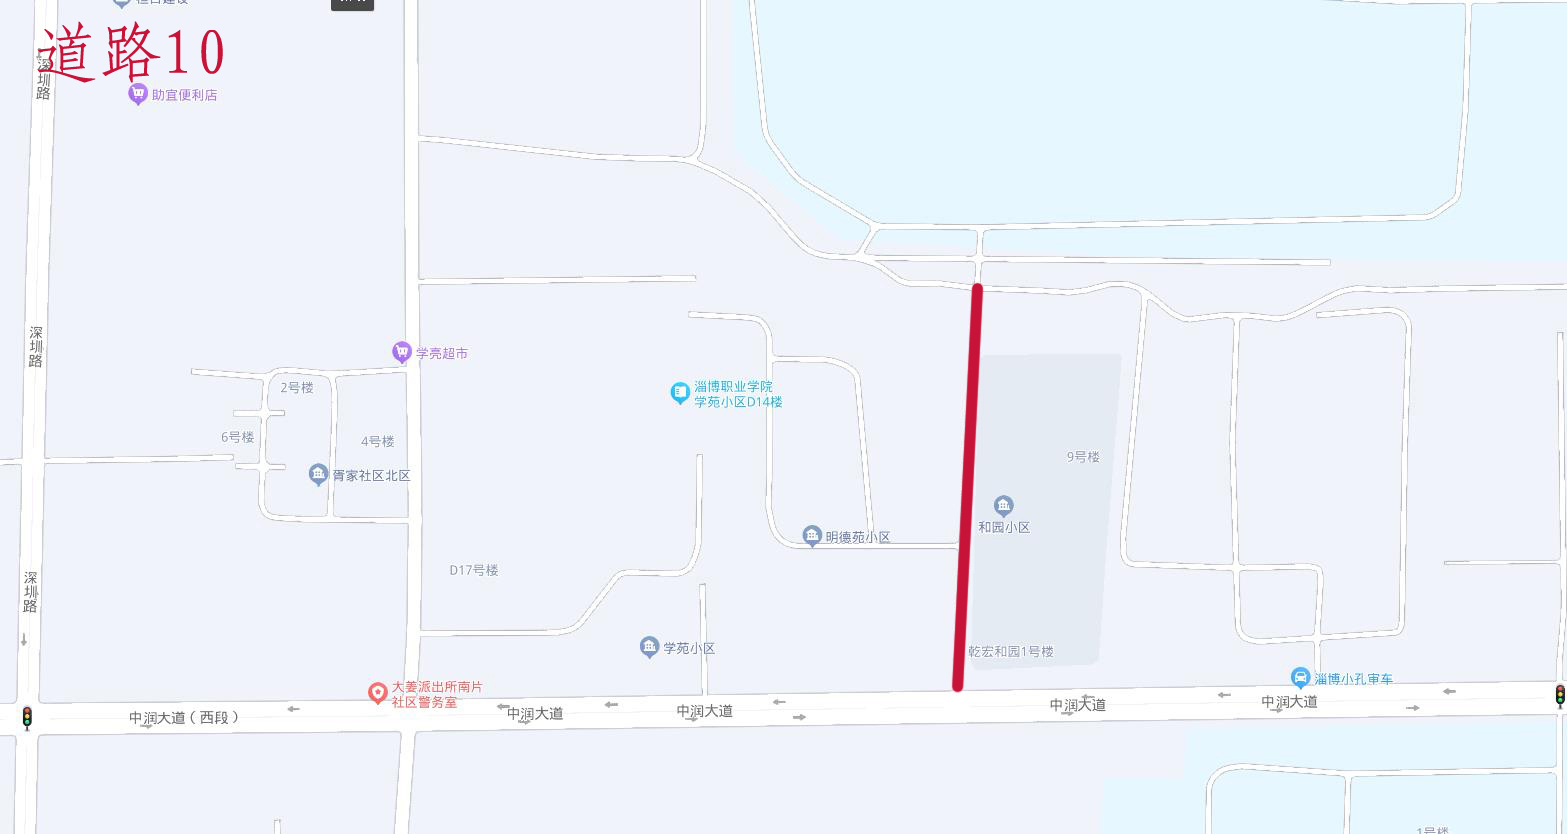 道路10
深圳路
助宜便利店
深圳路
学亮超市
2号楼
淄博职业学院
学苑小区D14楼
6号楼
4号楼
9号楼
胥家社区北区
和园小区
明德苑小区
D17号楼
深圳路
学苑小区
乾宏和园1号楼
大姜派出所南片
社区警务室
淄博小孔审车
中润大道（西段）
中润大道
中润大道
中润大道
中润大道
1号楼